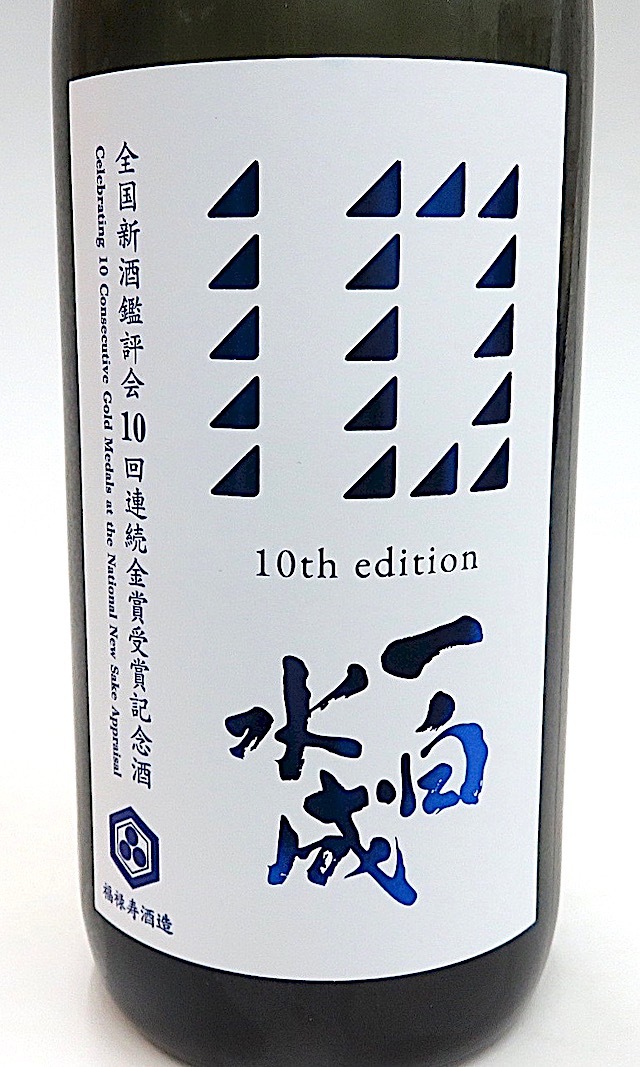 全国新酒鑑評会10回連続金賞受賞記念酒
Celebrating 10 Consecutive Gold Medals at the National New Sake Appraisal
10
10th edition
一白
水成
福禄寿酒造